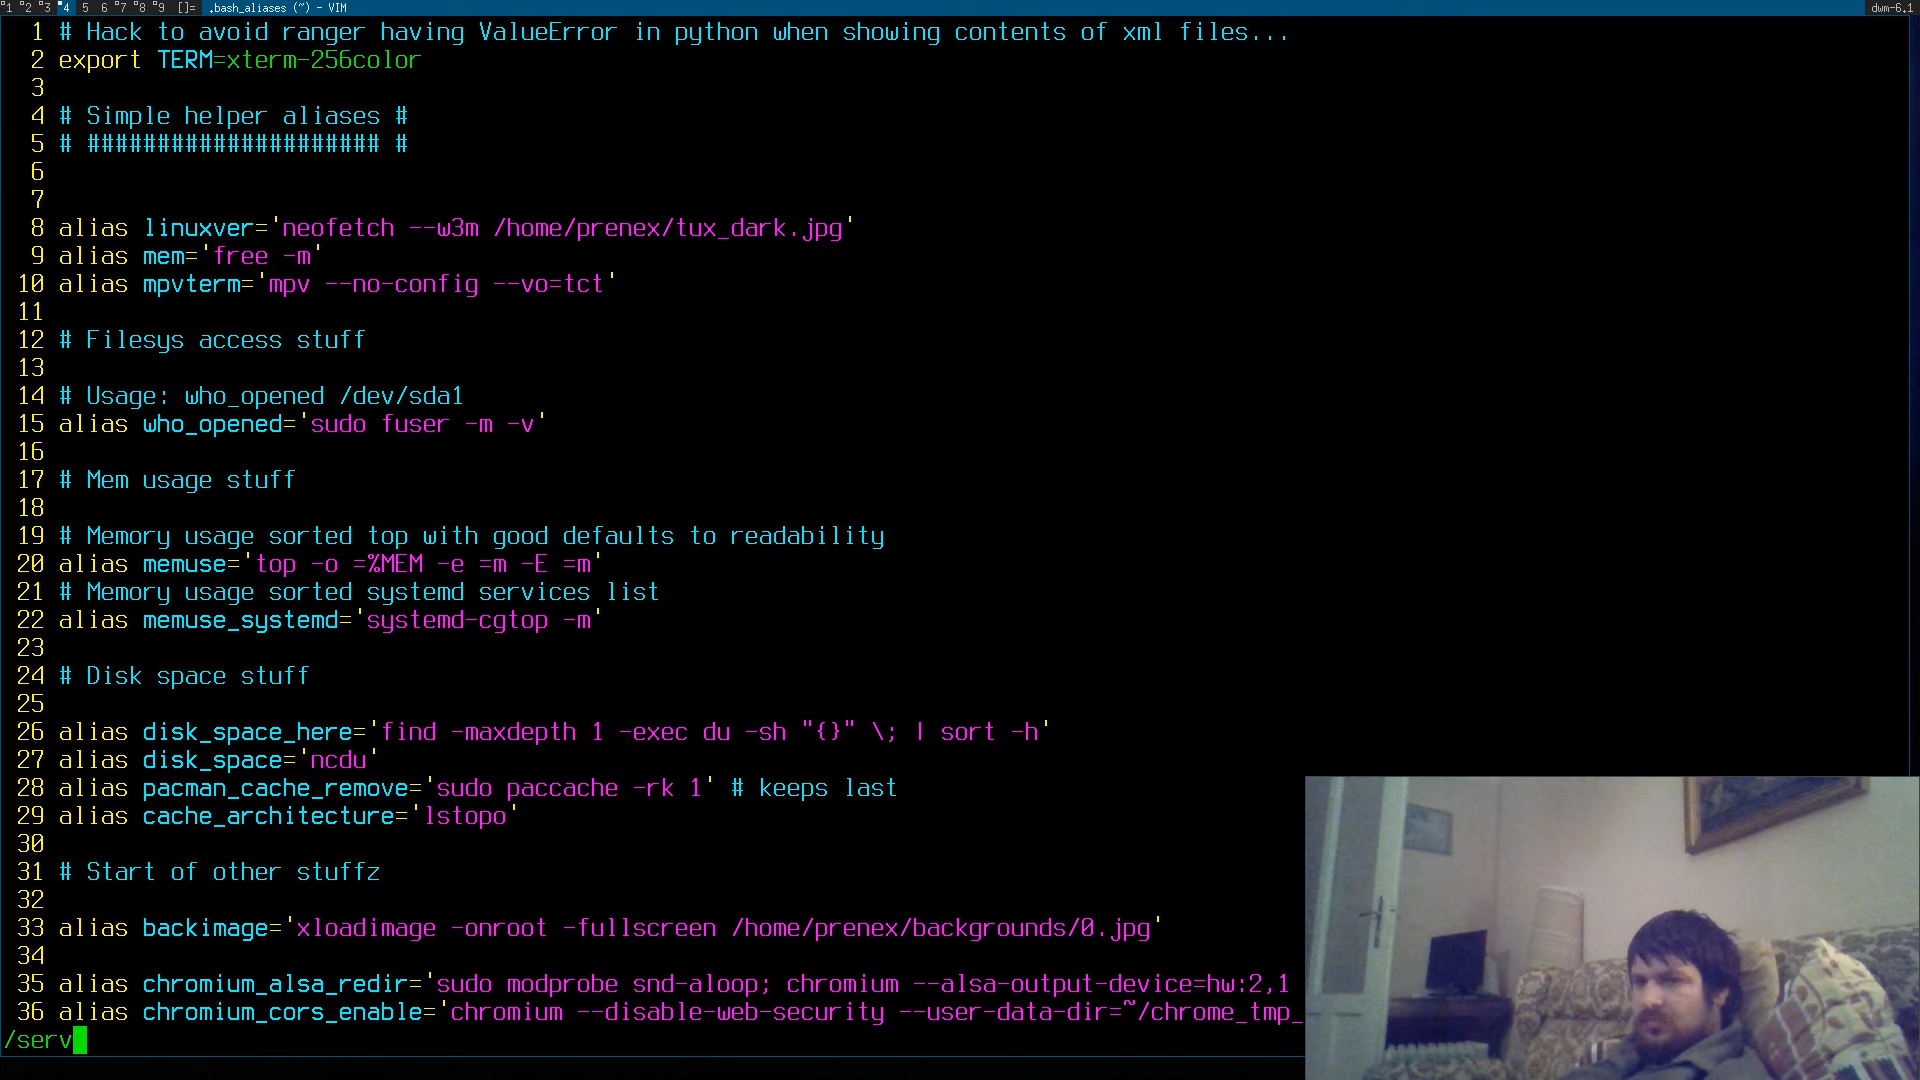 1 2 3 4 5 6 7 8 9 []= .bash_aliases (~) - VIM dwm-6.1
1 # Hack to avoid ranger having ValueError in python when showing contents of xml files...
2 export TERM=xterm-256color
3
4 # Simple helper aliases #
5 # ##################### #
6
7
8 alias linuxver='neofetch --w3m /home/prenex/tux_dark.jpg'
9 alias mem='free -m'
10 alias mpvterm='mpv --no-config --vo=tct'
11
12 # Filesys access stuff
13
14 # Usage: who_opened /dev/sda1
15 alias who_opened='sudo fuser -m -v'
16
17 # Mem usage stuff
18
19 # Memory usage sorted top with good defaults to readability
20 alias memuse='top -o =%MEM -e =m -E =m'
21 # Memory usage sorted systemd services list
22 alias memuse_systemd='systemd-cgtop -m'
23
24 # Disk space stuff
25
26 alias disk_space_here='find -maxdepth 1 -exec du -sh "{}" \; | sort -h'
27 alias disk_space='ncdu'
28 alias pacman_cache_remove='sudo paccache -rk 1' # keeps last
29 alias cache_architecture='lstopo'
30
31 # Start of other stuffz
32
33 alias backimage='xloadimage -onroot -fullscreen /home/prenex/backgrounds/0.jpg'
34
35 alias chromium_alsa_redir='sudo modprobe snd-aloop; chromium --alsa-output-device=hw:2,1
36 alias chromium_cors_enable='chromium --disable-web-security --user-data-dir=~/chrome_tmp_
/serv